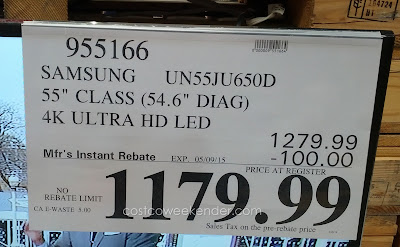 955166
SAMSUNG UN55JU650D
55" CLASS (54.6" DIAG)
4K ULTRA HD LED
1279.99
-100.00
Mfr's Instant Rebate EXP. 05/09/15 PRICE AT REGISTER
NO
REBATE LIMIT
CA E-WASTE 5.00
1179.99
costcoweekender.com
Sales Tax on the pre-rebate price